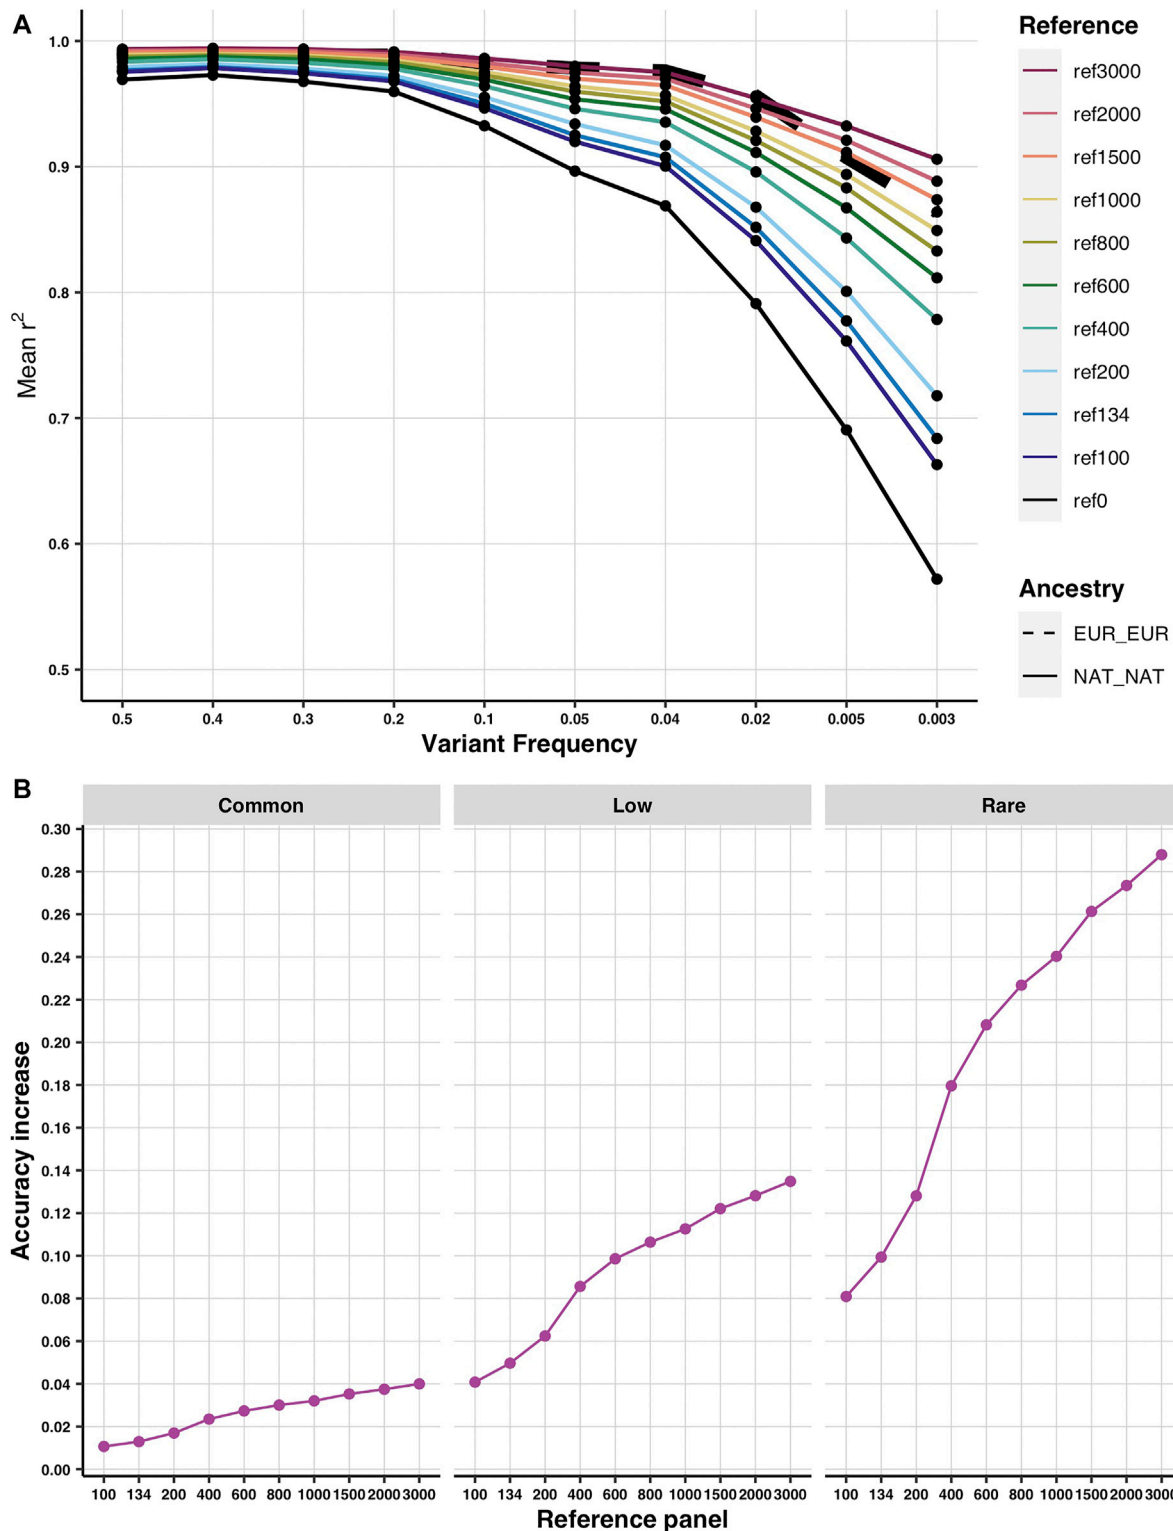 A
Reference
1.0
0.9
0.8
0.7
0.6
0.5
Mean r²
0.5 0.4 0.3 0.2 0.1 0.05 0.04 0.02 0.005 0.003
Variant Frequency
ref3000
ref2000
ref1500
ref1000
ref800
ref600
ref400
ref200
ref134
ref100
ref0
Ancestry
EUR_EUR
NAT_NAT
B
Common Low Rare
0.30
0.28
0.26
0.24
0.22
0.20
0.18
0.16
0.14
0.12
0.10
0.08
0.06
0.04
0.02
0.00
Accuracy increase
100 134 200 400 600 800 1000 1500 2000 3000 100 134 200 400 600 800 1000 1500 2000 3000 100 134 200 400 600 800 1000 1500 2000 3000
Reference panel